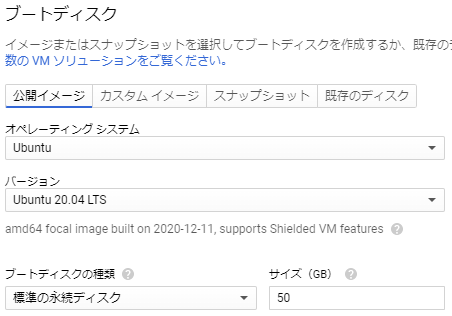 ブートディスク
イメージまたはスナップショットを選択してブートディスクを作成するか、既存の
数の VM ソリューションをご覧ください。
公開イメージ カスタム イメージ スナップショット 既存のディスク
オペレーティング システム
Ubuntu
バージョン
Ubuntu 20.04 LTS
amd64 focal image built on 2020-12-11, supports Shielded VM features ?
ブートディスクの種類 ? サイズ（GB） ?
標準の永続ディスク 50